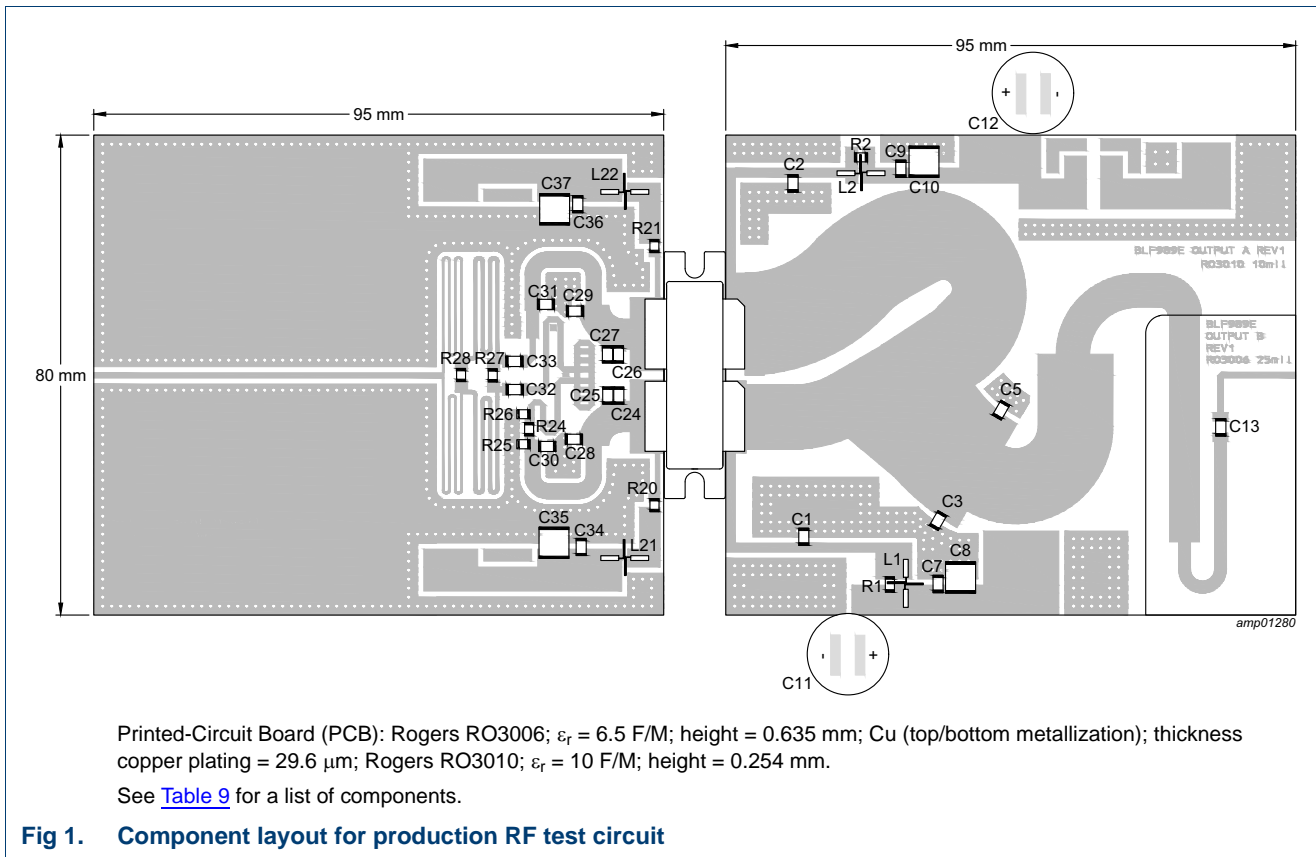 95 mm
95 mm
C12
+
-
R2
C9
C2
L2
C10
L22
C37
C36
R21
BLF989E OUTPUT A REV1
RO3010 10mil
C31
C29
BLF989E
OUTPUT B
REV1
RO3006 25mil
C27
80 mm
R28
R27
C33
C26
C32
C25
C24
C5
R26
R24
R25
C30
C28
C13
R20
C3
C35
C34
C1
L21
L1
C7
C8
R1
amp01280
-
+
C11
Printed-Circuit Board (PCB): Rogers RO3006; εr = 6.5 F/M; height = 0.635 mm; Cu (top/bottom metallization); thickness
copper plating = 29.6 μm; Rogers RO3010; εr = 10 F/M; height = 0.254 mm.
See Table 9 for a list of components.
Fig 1. Component layout for production RF test circuit